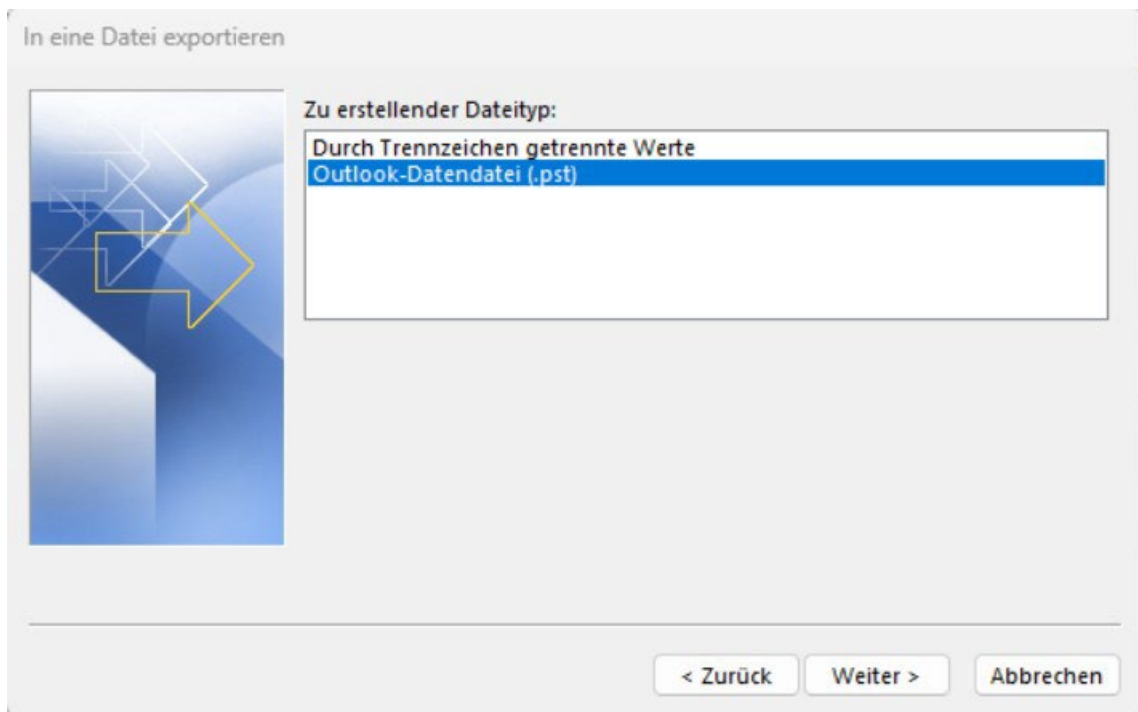 In eine Datei exportieren
Zu erstellender Dateityp:
Durch Trennzeichen getrennte Werte
Outlook-Datendatei (.pst)
< Zurück
Weiter >
Abbrechen